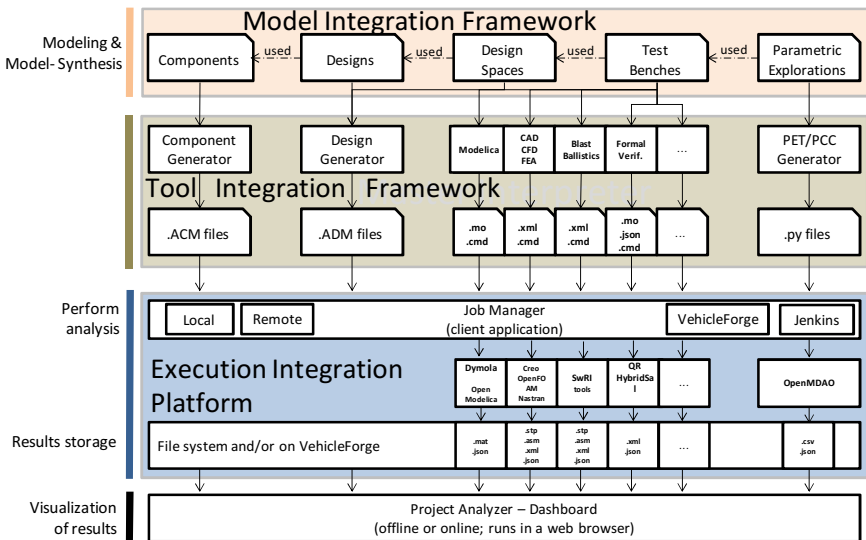 Model Integration Framework
Modeling &
Model- Synthesis
Components
used
Designs
used
Design
Spaces
used
Test
Benches
used
Parametric
Explorations
Component
Generator
Design
Generator
Modelica
CAD
CFD
FEA
Blast
Ballistics
Formal
Verif.
...
PET/PCC
Generator
Tool Integration Framework
.ACM files
.ADM files
.mo
.cmd
.xml
.cmd
.xml
.cmd
.mo
.json
.cmd
...
.py files
Perform
analysis
Local
Remote
Job Manager
(client application)
VehicleForge
Jenkins
Execution Integration
Platform
Dymola
Open
Modelica
Creo
OpenFO
AM
Nastran
SwRI
tools
QR
HybridSa
l
...
OpenMDAO
Results storage
File system and/or on VehicleForge
.mat
.json
.stp
.asm
.xml
.json
.stp
.asm
.xml
.json
.xml
.json
...
.csv
.json
Visualization
of results
Project Analyzer – Dashboard
(offline or online; runs in a web browser)